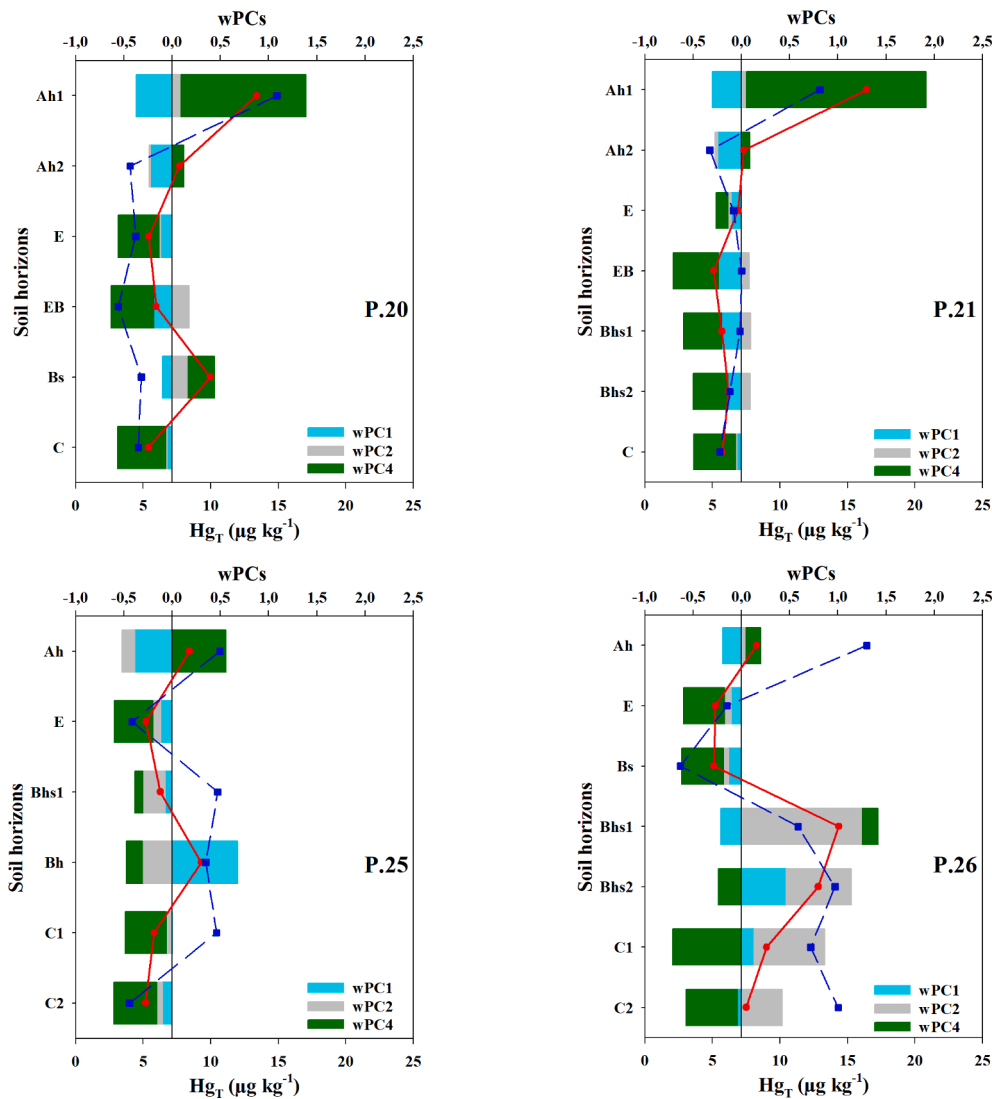 wPCs
-1,0 -0,5 0,0 0,5 1,0 1,5 2,0 2,5
Soil horizons
Ah1
Ah2
E
EB
Bs
C
P.20
wPC1
wPC2
wPC4
0 5 10 15 20 25
Hg_T (µg kg⁻¹)
wPCs
-1,0 -0,5 0,0 0,5 1,0 1,5 2,0 2,5
Soil horizons
Ah1
Ah2
E
EB
Bhs1
Bhs2
C
P.21
wPC1
wPC2
wPC4
0 5 10 15 20 25
Hg_T (µg kg⁻¹)
wPCs
-1,0 -0,5 0,0 0,5 1,0 1,5 2,0 2,5
Soil horizons
Ah
E
Bhs1
Bh
C1
C2
P.25
wPC1
wPC2
wPC4
0 5 10 15 20 25
Hg_T (µg kg⁻¹)
wPCs
-1,0 -0,5 0,0 0,5 1,0 1,5 2,0 2,5
Soil horizons
Ah
E
Bs
Bhs1
Bhs2
C1
C2
P.26
wPC1
wPC2
wPC4
0 5 10 15 20 25
Hg_T (µg kg⁻¹)